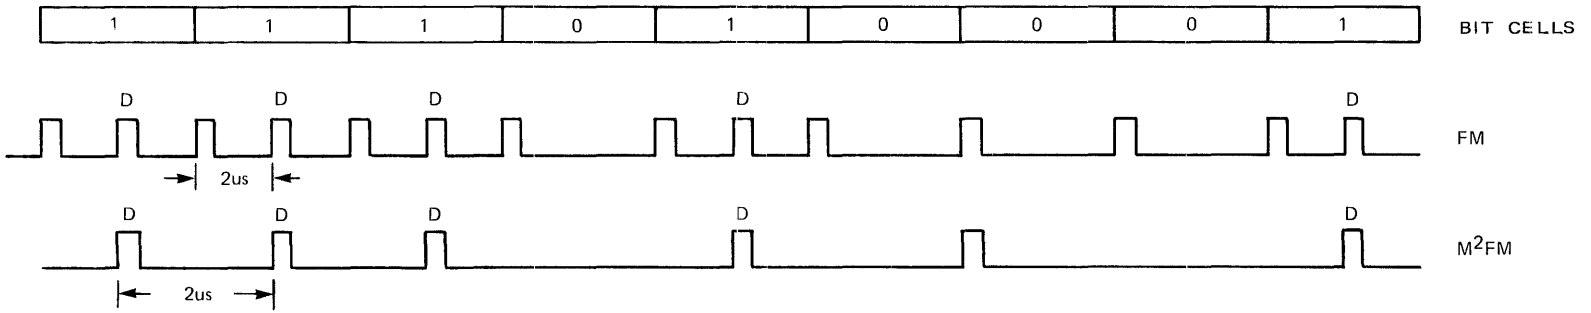 1 1 1 0 1 0 0 0 1 BIT CELLS
D D D D D
FM
2us
D D D D D
M²FM
2us